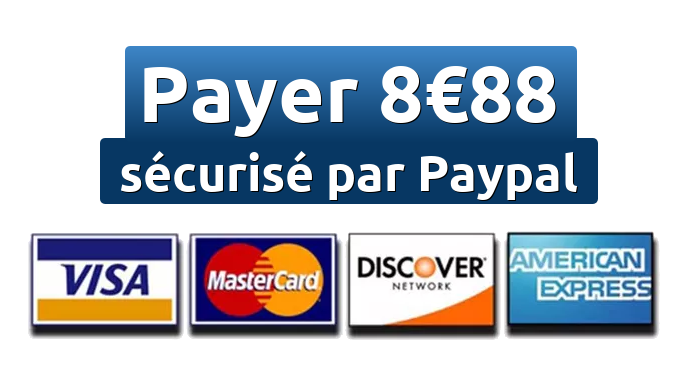 Payer 8€88
sécurisé par Paypal
VISA
MasterCard
DISCOVER
NETWORK
AMERICAN
EXPRESS